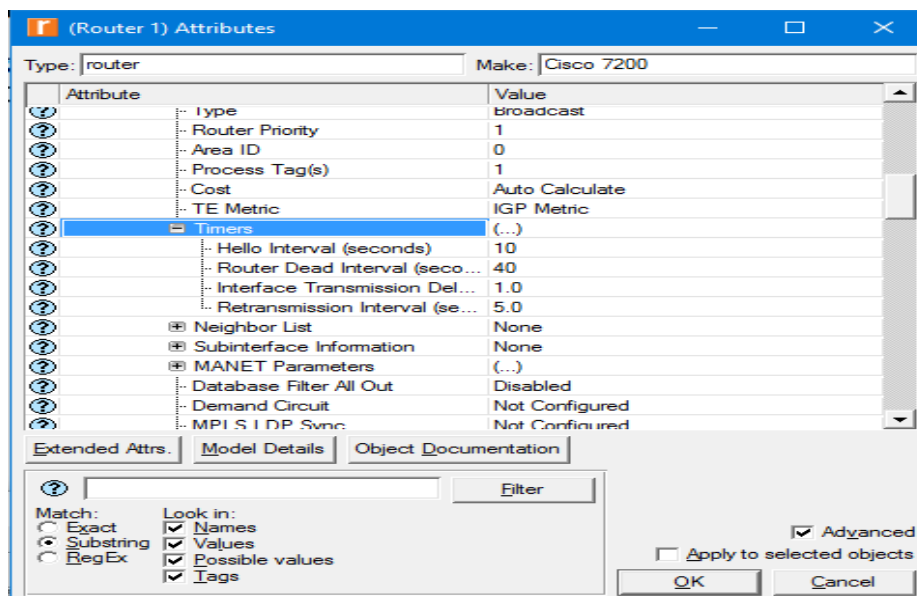 (Router 1) Attributes
Type: router Make: Cisco 7200
Attribute Value
Type Broadcast
Router Priority 1
Area ID 0
Process Tag(s) 1
Cost Auto Calculate
TE Metric IGP Metric
Timers (...)
Hello Interval (seconds) 10
Router Dead Interval (seco... 40
Interface Transmission Del... 1.0
Retransmission Interval (se... 5.0
Neighbor List None
Subinterface Information None
MANET Parameters (...)
Database Filter All Out Disabled
Demand Circuit Not Configured
MPLS LDP Sync Not Configured
Extended Attrs. Model Details Object Documentation
Filter
Match: Look in:
Exact Names
Substring Values
RegEx Possible values
Tags
Advanced
Apply to selected objects
OK Cancel